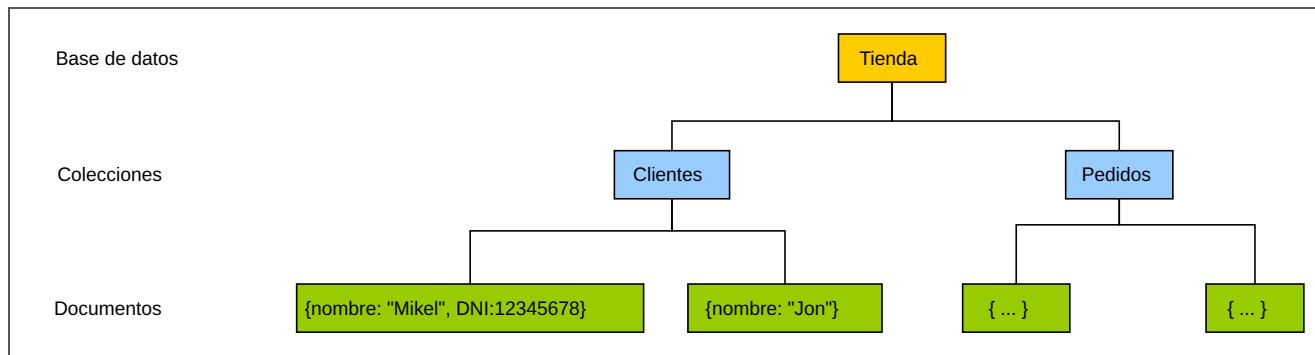 Base de datos
Tienda
Colecciones
Clientes
Pedidos
Documentos
{nombre: "Mikel", DNI:12345678}
{nombre: "Jon"}
{ ... }
{ ... }